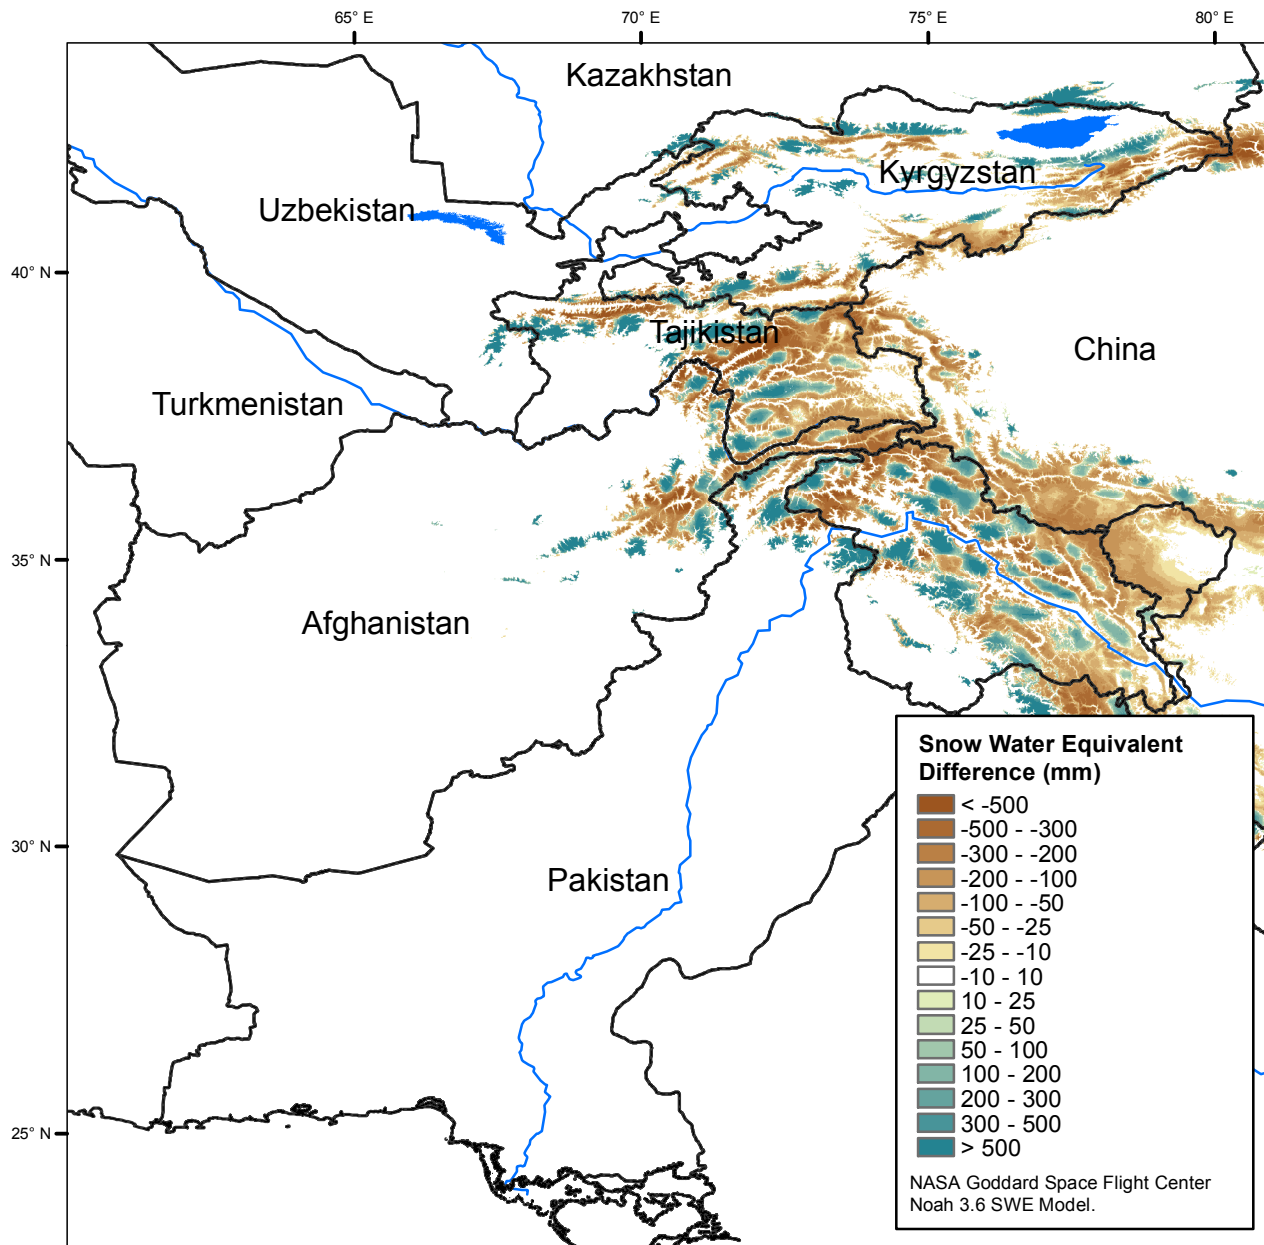 65° E
70° E
75° E
80° E
Kazakhstan
Kyrgyzstan
Uzbekistan
40° N
Tajikistan
China
Turkmenistan
35° N
Afghanistan
Snow Water Equivalent
Difference (mm)
< -500
-500 - -300
-300 - -200
-200 - -100
-100 - -50
-50 - -25
-25 - -10
-10 - 10
10 - 25
25 - 50
50 - 100
100 - 200
200 - 300
300 - 500
> 500
NASA Goddard Space Flight Center
Noah 3.6 SWE Model.
30° N
Pakistan
25° N